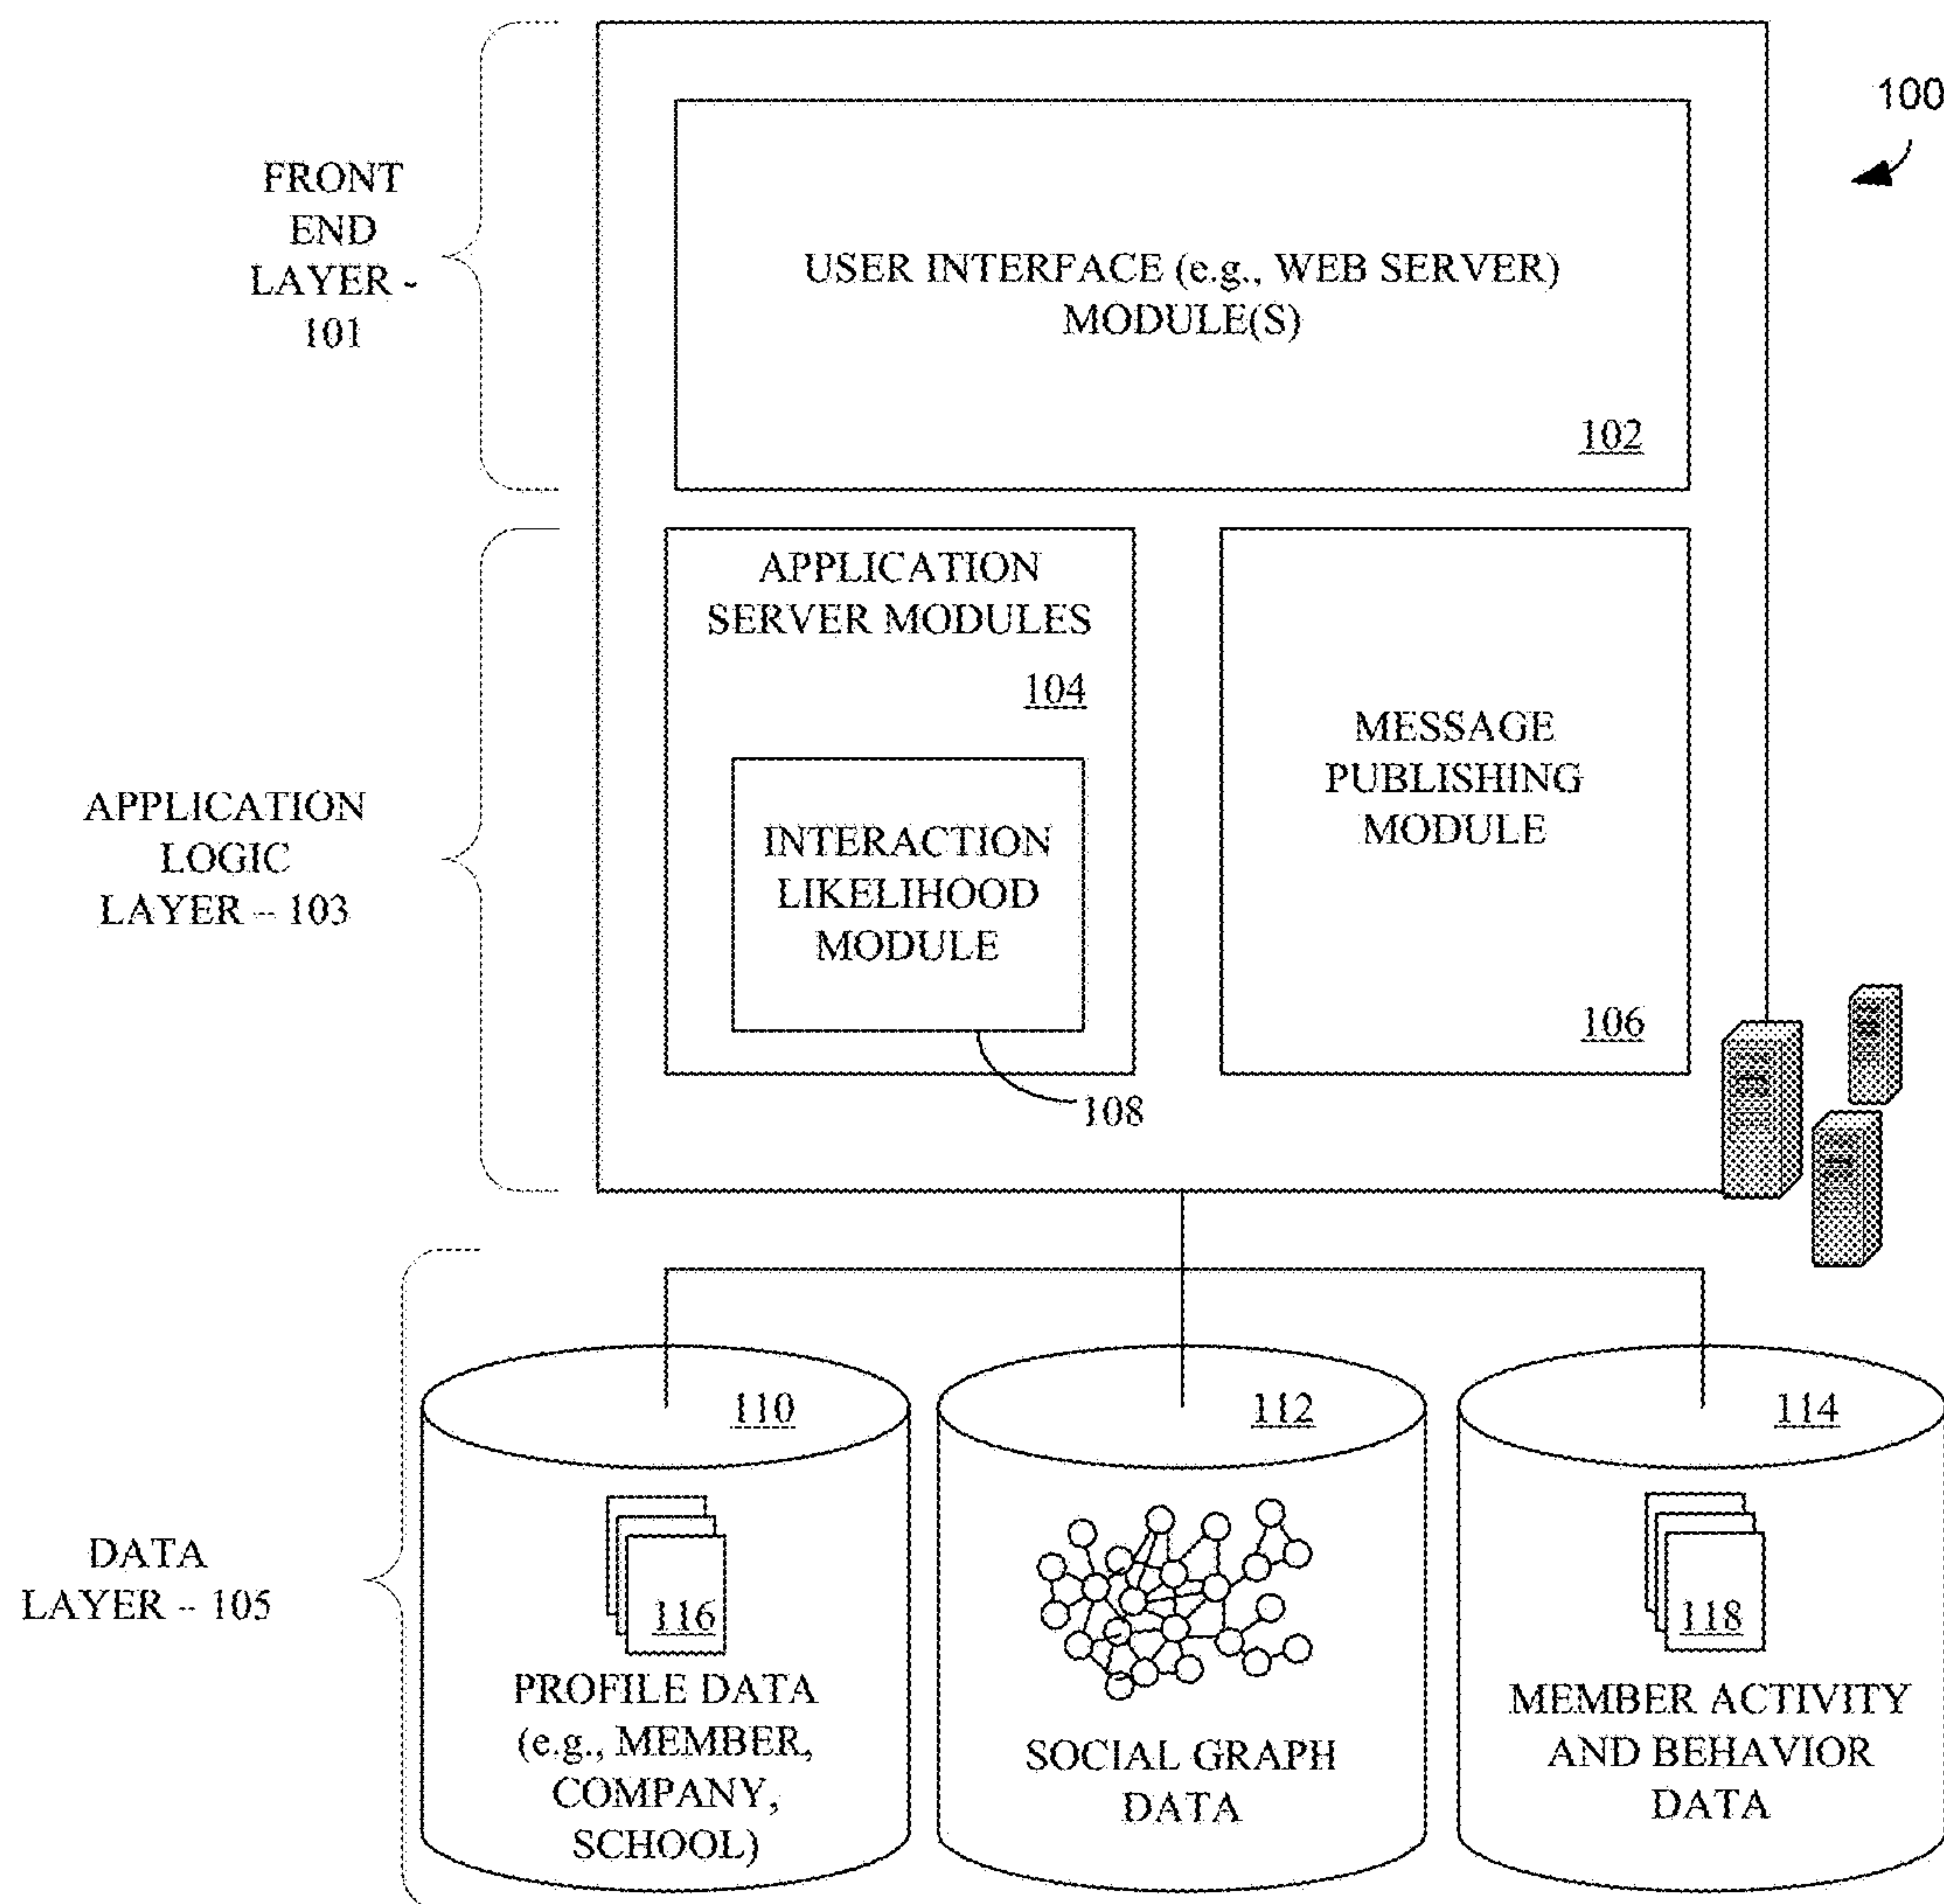 100
FRONT
END
LAYER -
101
USER INTERFACE (e.g., WEB SERVER)
MODULE(S)
102
APPLICATION
LOGIC
LAYER -- 103
APPLICATION
SERVER MODULES
104
INTERACTION
LIKELIHOOD
MODULE
108
MESSAGE
PUBLISHING
MODULE
106
DATA
LAYER -- 105
110
116
PROFILE DATA
(e.g., MEMBER,
COMPANY,
SCHOOL)
112
SOCIAL GRAPH
DATA
114
118
MEMBER ACTIVITY
AND BEHAVIOR
DATA